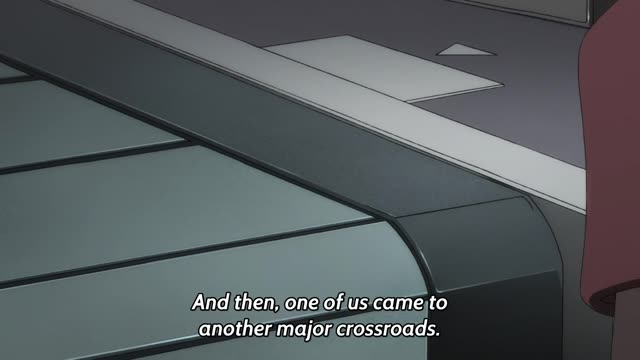 And then, one of us came to
another major crossroads.